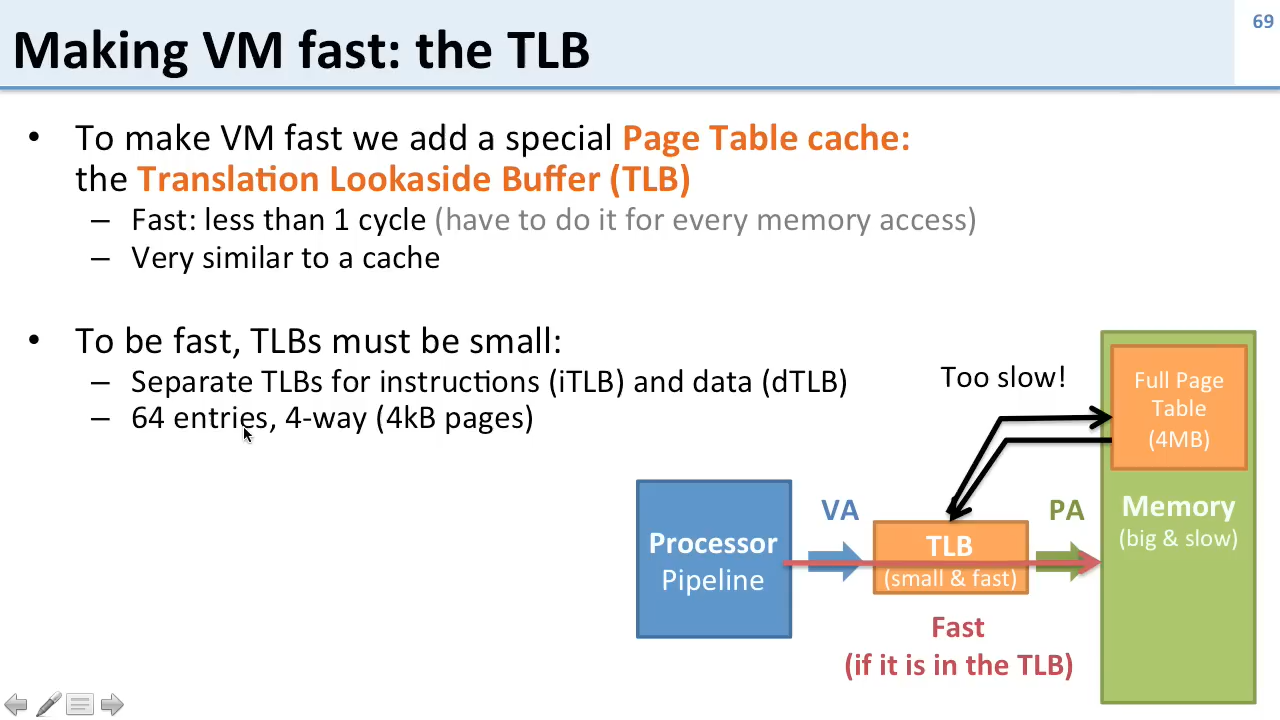 69
Making VM fast: the TLB
• To make VM fast we add a special Page Table cache:
the Translation Lookaside Buffer (TLB)
– Fast: less than 1 cycle (have to do it for every memory access)
– Very similar to a cache
• To be fast, TLBs must be small:
– Separate TLBs for instructions (iTLB) and data (dTLB)
– 64 entries, 4-way (4kB pages)
Too slow!
Full Page
Table
(4MB)
Processor
Pipeline
VA
TLB
(small & fast)
PA
Memory
(big & slow)
Fast
(if it is in the TLB)